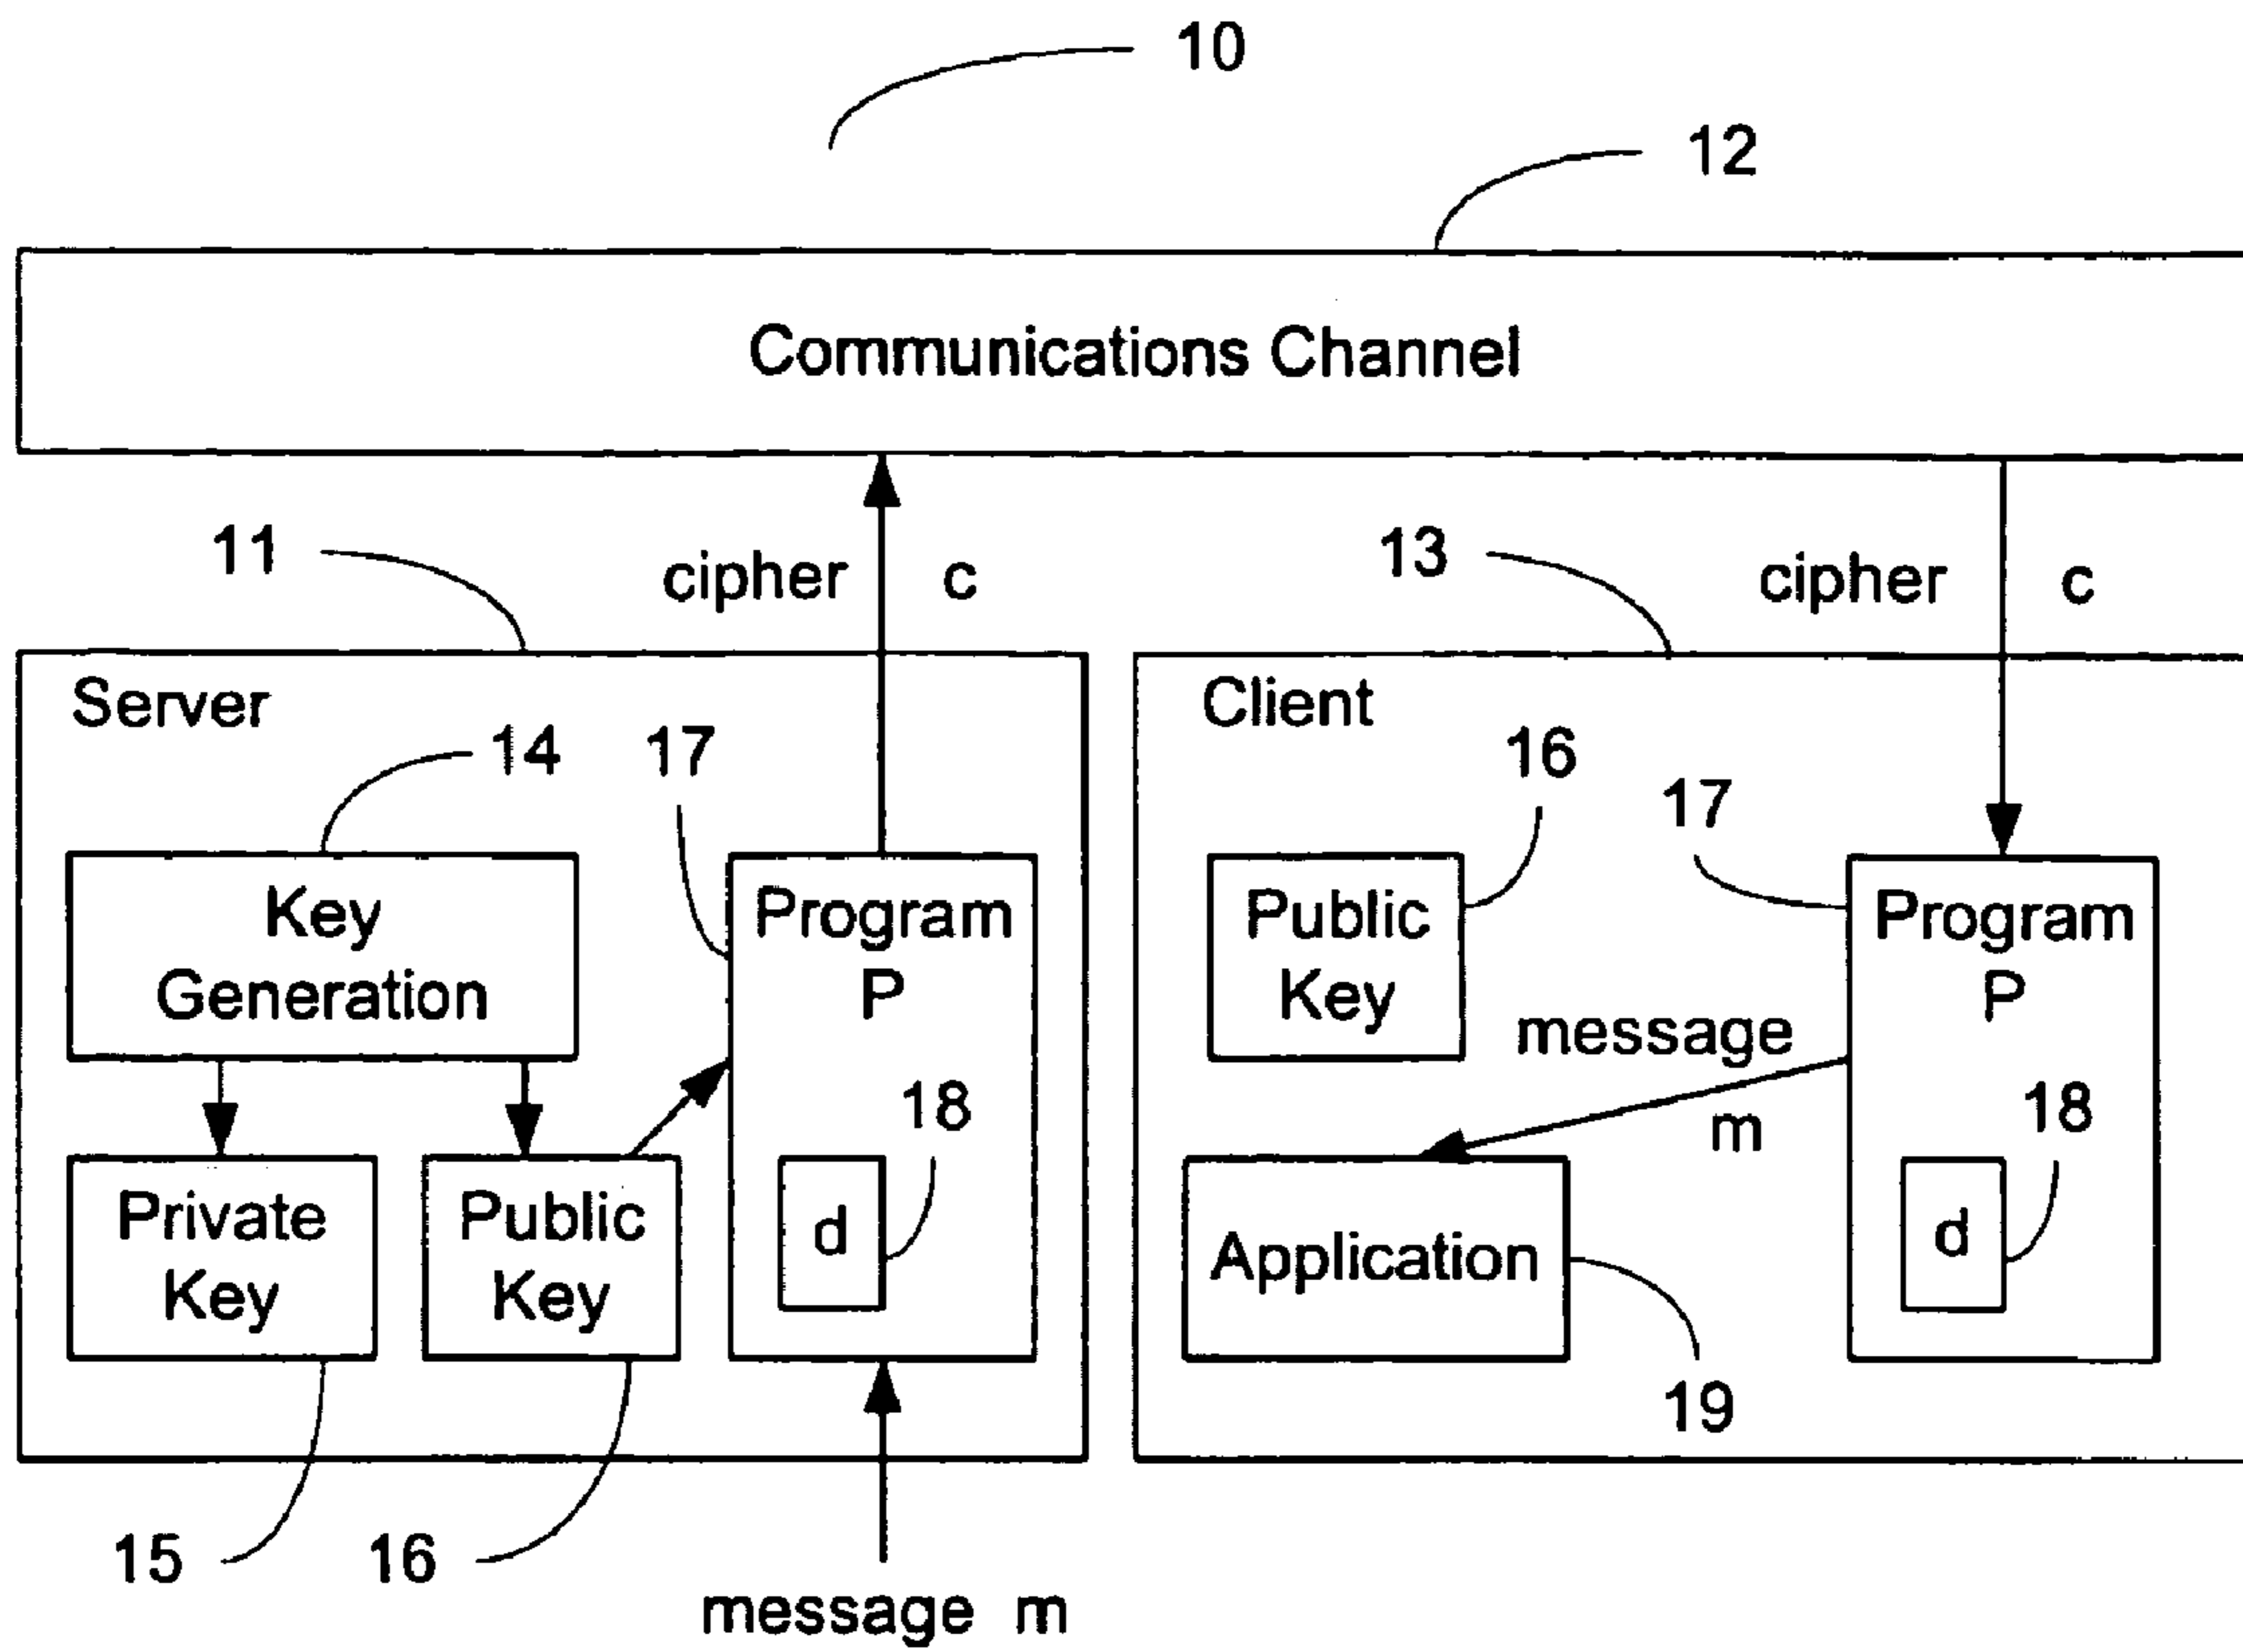 10
12
Communications Channel
11
cipher c
13
cipher c
Server
14
17
Key
Generation
Program
P
18
d
Private
Key
Public
Key
15
16
message m
Client
16
17
Public
Key
Program
P
message
m
18
d
Application
19